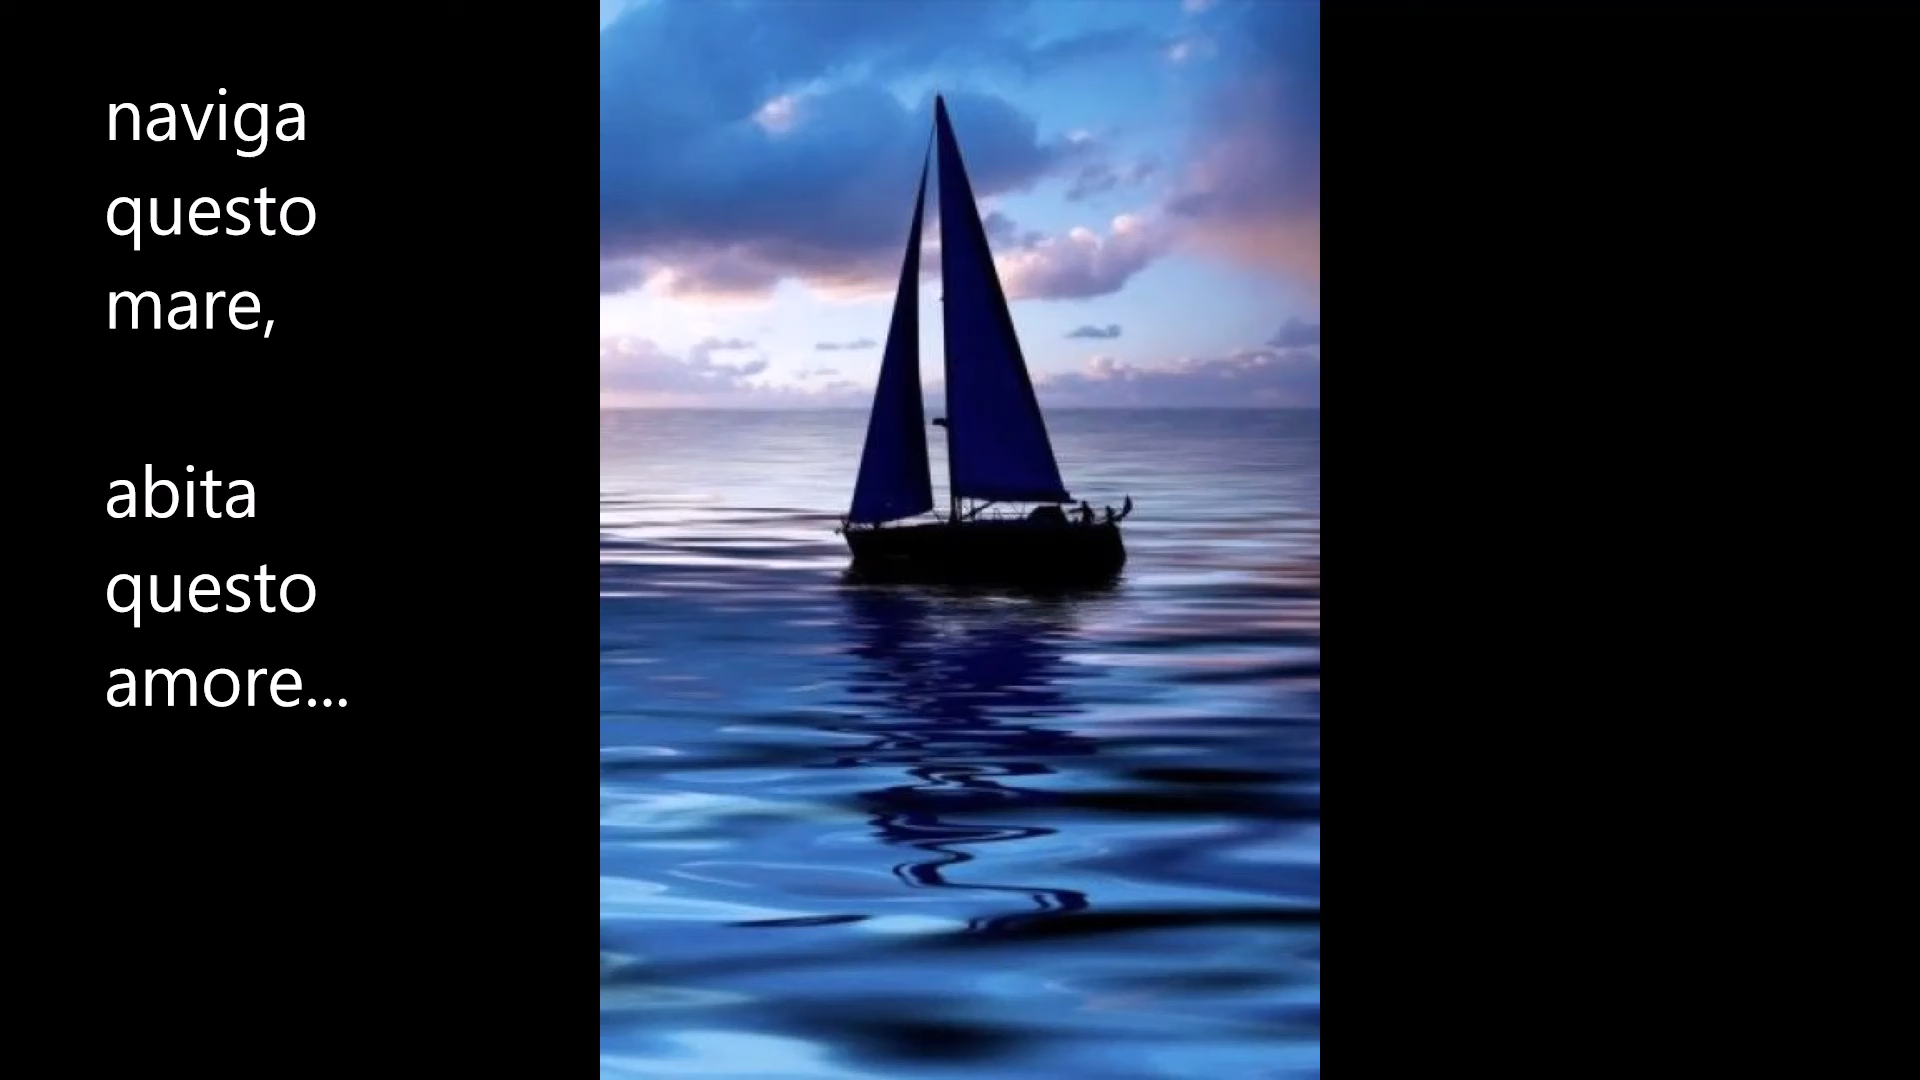 naviga
questo
mare,
abita
questo
amore...